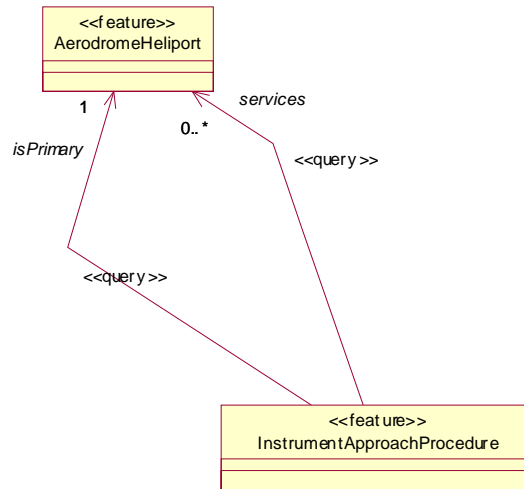 <<feature>>
AerodromeHeliport
1
services
0..*
isPrimary
<<query>>
<<query>>
<<feature>>
InstrumentApproachProcedure